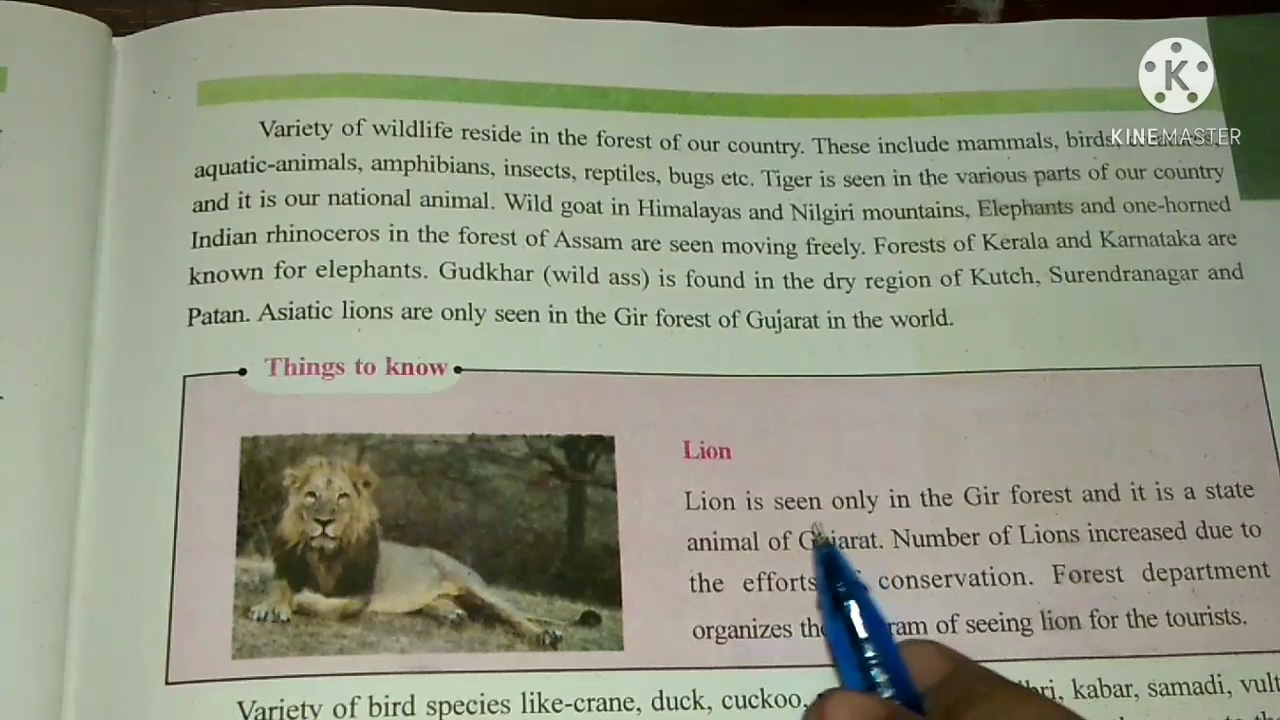 Variety of wildlife reside in the forest of our country. These include mammals, birds,
aquatic-animals, amphibians, insects, reptiles, bugs etc. Tiger is seen in the various parts of our country
and it is our national animal. Wild goat in Himalayas and Nilgiri mountains, Elephants and one-horned
Indian rhinoceros in the forest of Assam are seen moving freely. Forests of Kerala and Karnataka are
known for elephants. Gudkhar (wild ass) is found in the dry region of Kutch, Surendranagar and
Patan. Asiatic lions are only seen in the Gir forest of Gujarat in the world.
Things to know
Lion
Lion is seen only in the Gir forest and it is a state
animal of Gujarat. Number of Lions increased due to
the efforts conservation. Forest department
organizes of seeing lion for the tourists.
Variety of bird species like-crane, duck, cuckoo, kabar, samadi,
K
KINEMASTER